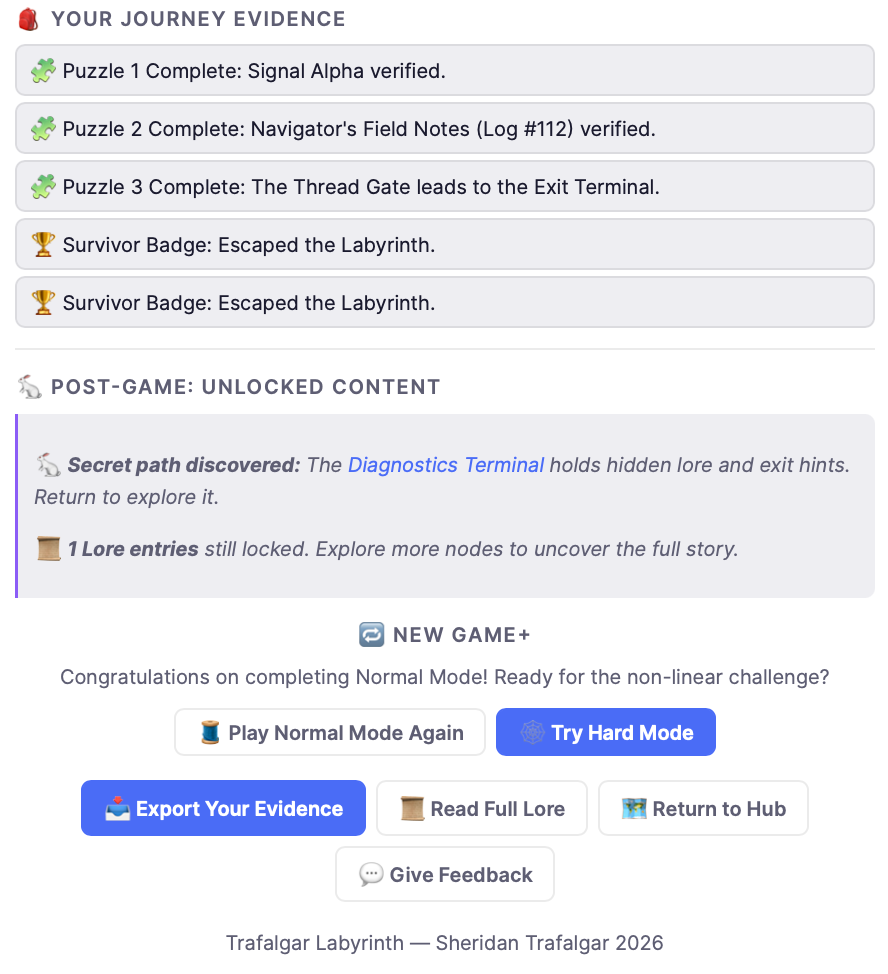 YOUR JOURNEY EVIDENCE
Puzzle 1 Complete: Signal Alpha verified.
Puzzle 2 Complete: Navigator's Field Notes (Log #112) verified.
Puzzle 3 Complete: The Thread Gate leads to the Exit Terminal.
Survivor Badge: Escaped the Labyrinth.
Survivor Badge: Escaped the Labyrinth.
POST-GAME: UNLOCKED CONTENT
Secret path discovered: The Diagnostics Terminal holds hidden lore and exit hints.
Return to explore it.
1 Lore entries still locked. Explore more nodes to uncover the full story.
NEW GAME+
Congratulations on completing Normal Mode! Ready for the non-linear challenge?
Play Normal Mode Again
Try Hard Mode
Export Your Evidence
Read Full Lore
Return to Hub
Give Feedback
Trafalgar Labyrinth — Sheridan Trafalgar 2026